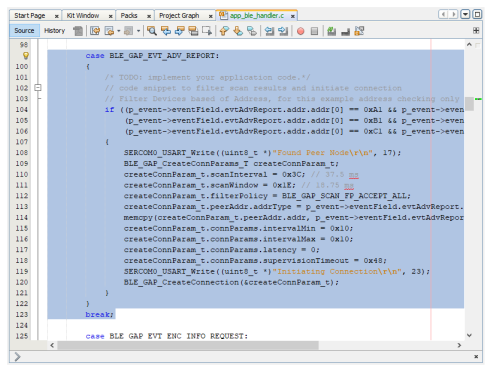 Start Page x Kit Window x Packs x Project Graph x app_ble_handler.c x
Source History
98
case BLE_GAP_EVT_ADV_REPORT:
100 {
101 /* TODO: implement your application code.*/
102 // code snippet to filter scan results and initiate connection
103 // Filter Devices based of Address, for this example address checking only
104 if ((p_event->eventField.evtAdvReport.addr.addr[0] == 0xA1 && p_event->even
105 (p_event->eventField.evtAdvReport.addr.addr[0] == 0xB1 && p_event->even
106 (p_event->eventField.evtAdvReport.addr.addr[0] == 0xC1 && p_event->even
107 {
108 SERCOM0_USART_Write((uint8_t *)"Found Peer Node\r\n", 17);
109 BLE_GAP_CreateConnParams_T createConnParam_t;
110 createConnParam_t.scanInterval = 0x3C; // 37.5 ms
111 createConnParam_t.scanWindow = 0x1E; // 18.75 ms
112 createConnParam_t.filterPolicy = BLE_GAP_SCAN_FP_ACCEPT_ALL;
113 createConnParam_t.peerAddr.addrType = p_event->eventField.evtAdvReport.
114 memcpy(createConnParam_t.peerAddr.addr, p_event->eventField.evtAdvRepor
115 createConnParam_t.connParams.intervalMin = 0x10;
116 createConnParam_t.connParams.intervalMax = 0x10;
117 createConnParam_t.connParams.latency = 0;
118 createConnParam_t.connParams.supervisionTimeout = 0x48;
119 SERCOM0_USART_Write((uint8_t *)"Initiating Connection\r\n", 23);
120 BLE_GAP_CreateConnection(&createConnParam_t);
121 }
122 }
123 break;
124
125 case BLE_GAP_EVT_ENC_INFO_REQUEST: